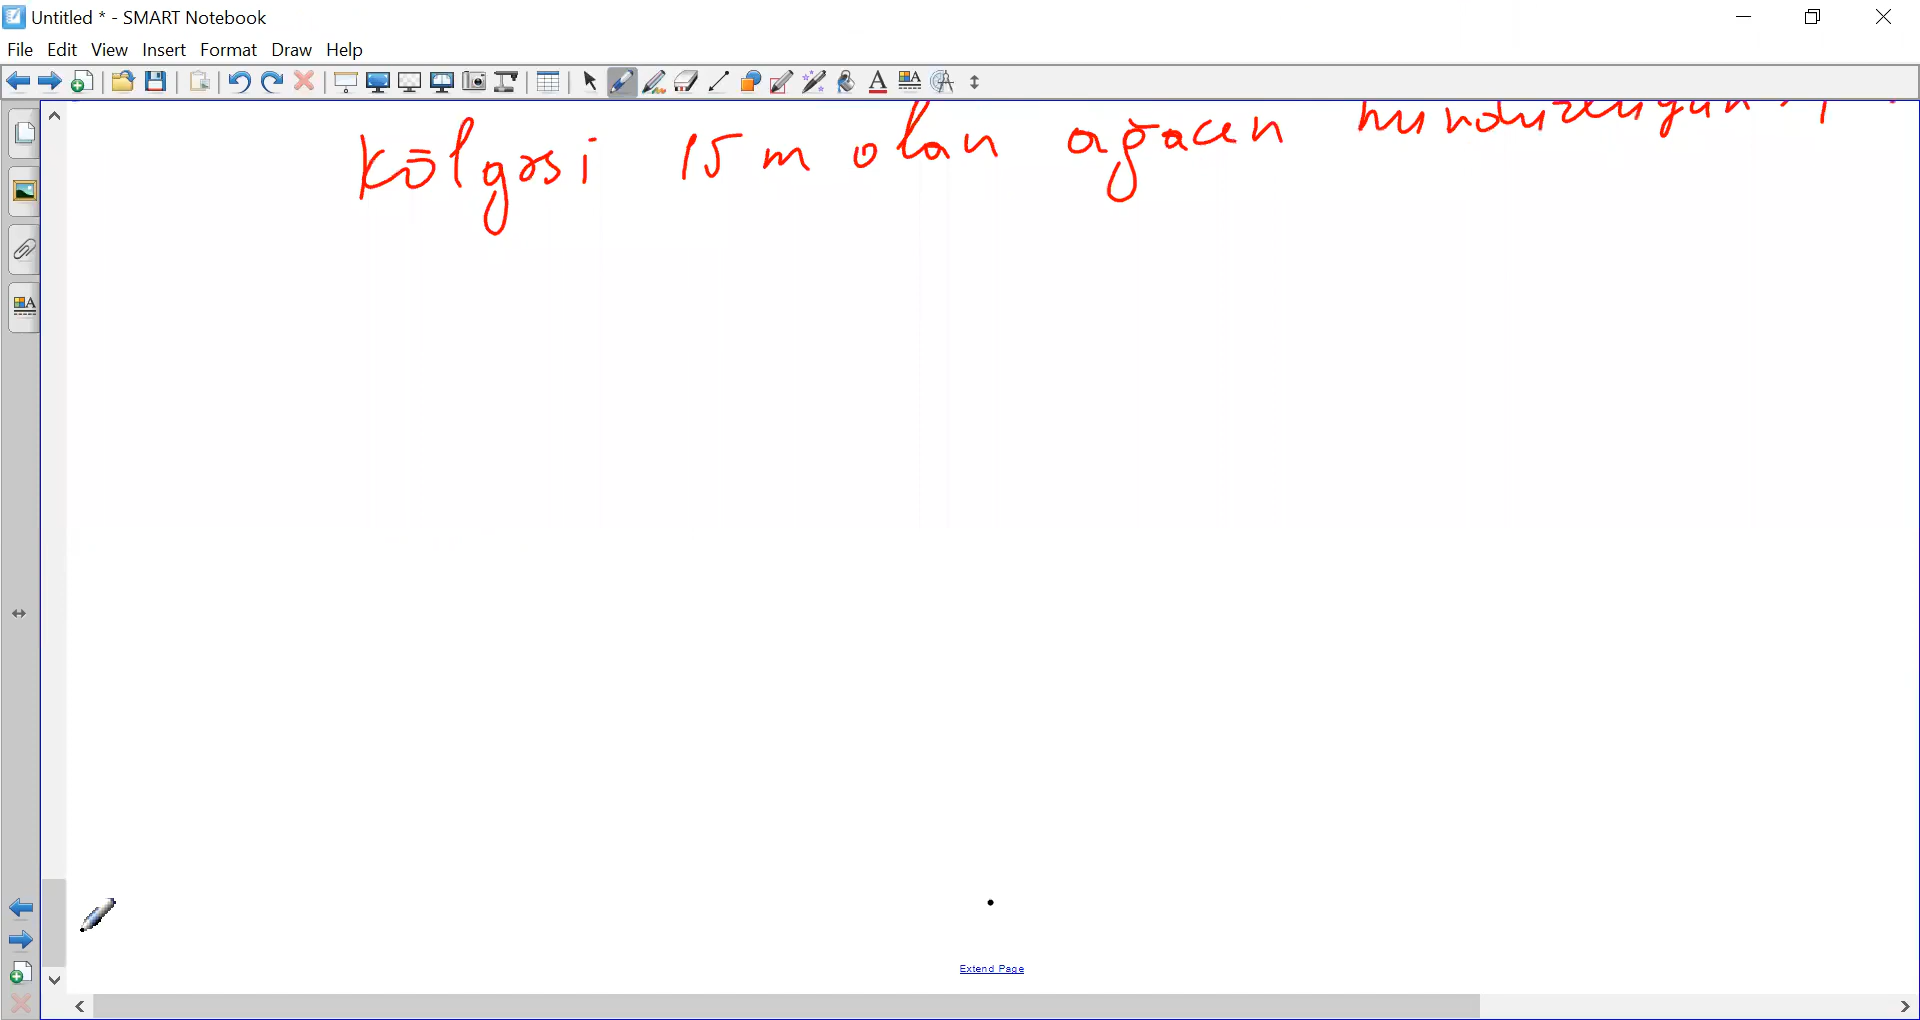 Untitled * - SMART Notebook
File Edit View Insert Format Draw Help
Kölgəsi 15 m olan ağacın
Extend Page